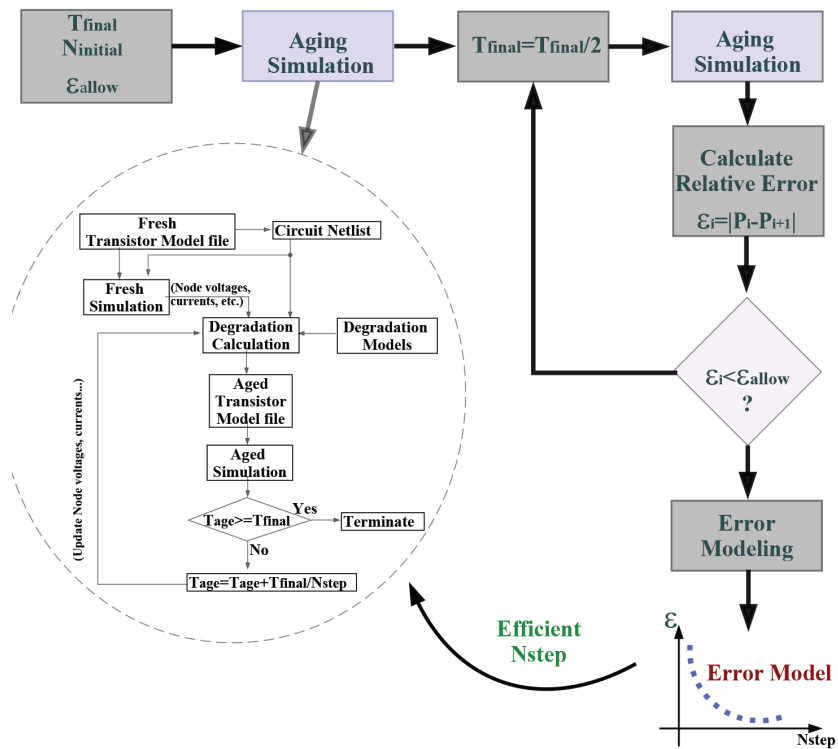 Tfinal
Ninitial
εallow
Aging
Simulation
Tfinal=Tfinal/2
Aging
Simulation
Calculate
Relative Error
εi=|Pi-Pi+1|
εi<εallow
?
Error
Modeling
ε
Error Model
Nstep
Efficient
Nstep
Fresh
Transistor Model file
Circuit Netlist
Fresh
Simulation
(Node voltages,
currents, etc.)
Degradation
Calculation
Degradation
Models
Aged
Transistor
Model file
Aged
Simulation
Tage>=Tfinal
Yes
Terminate
No
Tage=Tage+Tfinal/Nstep
(Update Node voltages, currents...)